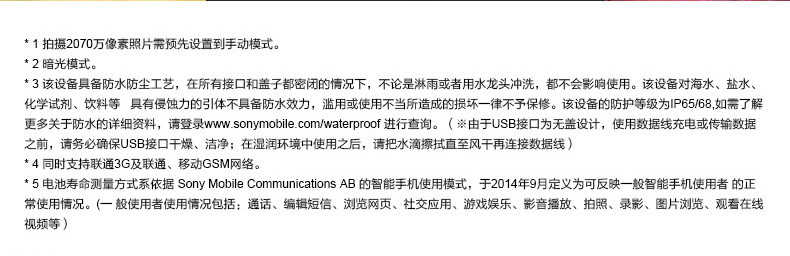 * 1 拍摄2070万像素照片需预先设置到手动模式。
* 2 暗光模式。
* 3 该设备具备防水防尘工艺，在所有接口和盖子都密闭的情况下，不论是淋雨或者用水龙头冲洗，都不会影响使用。该设备对海水、盐水、
化学试剂、饮料等 具有侵蚀力的引体不具备防水效力，滥用或使用不当所造成的损坏一律不予保修。该设备的防护等级为IP65/68,如需了解
更多关于防水的详细资料，请登录www.sonymobile.com/waterproof 进行查询。（ ※由于USB接口为无盖设计，使用数据线充电或传输数据
之前，请务必确保USB接口干燥、洁净；在湿润环境中使用之后，请把水滴擦拭直至风干再连接数据线）
* 4 同时支持联通3G及联通、移动GSM网络。
* 5 电池寿命测量方式系依据 Sony Mobile Communications AB 的智能手机使用模式，于2014年9月定义为可反映一般智能手机使用者 的正
常使用情况。(一 般使用者使用情况包括；通话、编辑短信、浏览网页、社交应用、游戏娱乐、影音播放、拍照、录影、图片浏览、观看在线
视频等 )